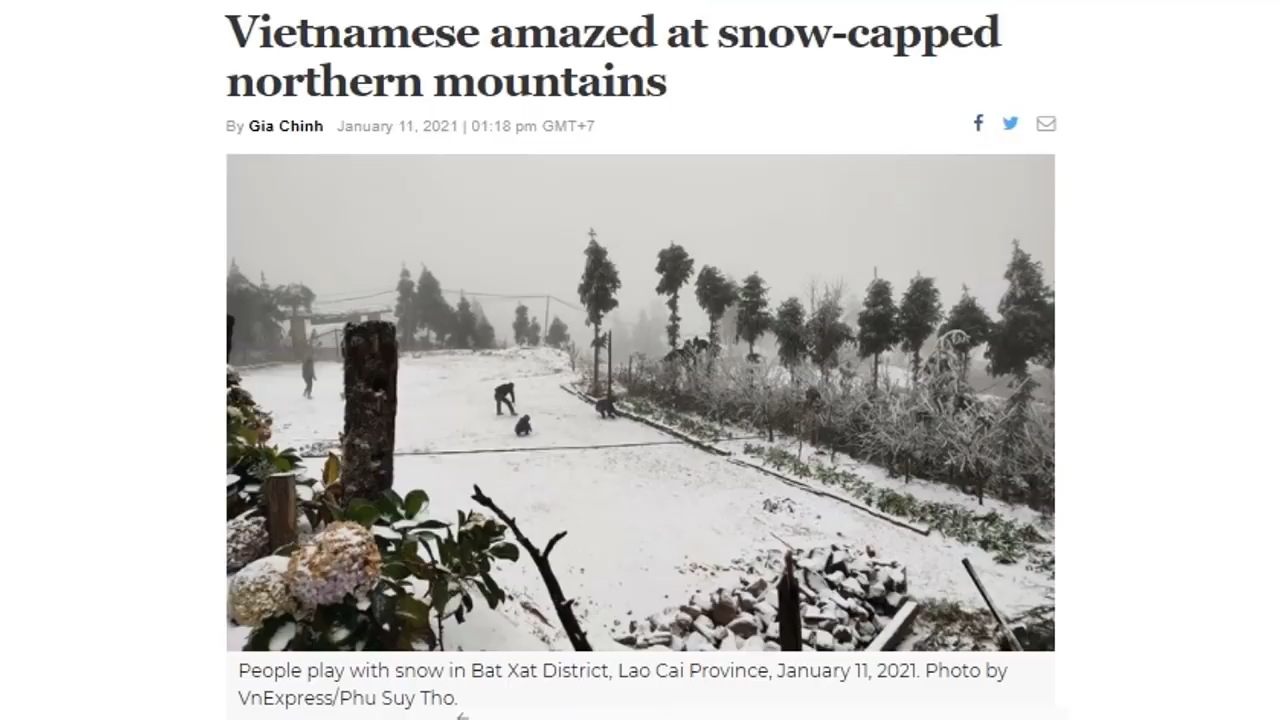 Vietnamese amazed at snow-capped
northern mountains
By Gia Chinh January 11, 2021 | 01:18 pm GMT+7
People play with snow in Bat Xat District, Lao Cai Province, January 11, 2021. Photo by
VnExpress/Phu Suy Tho.